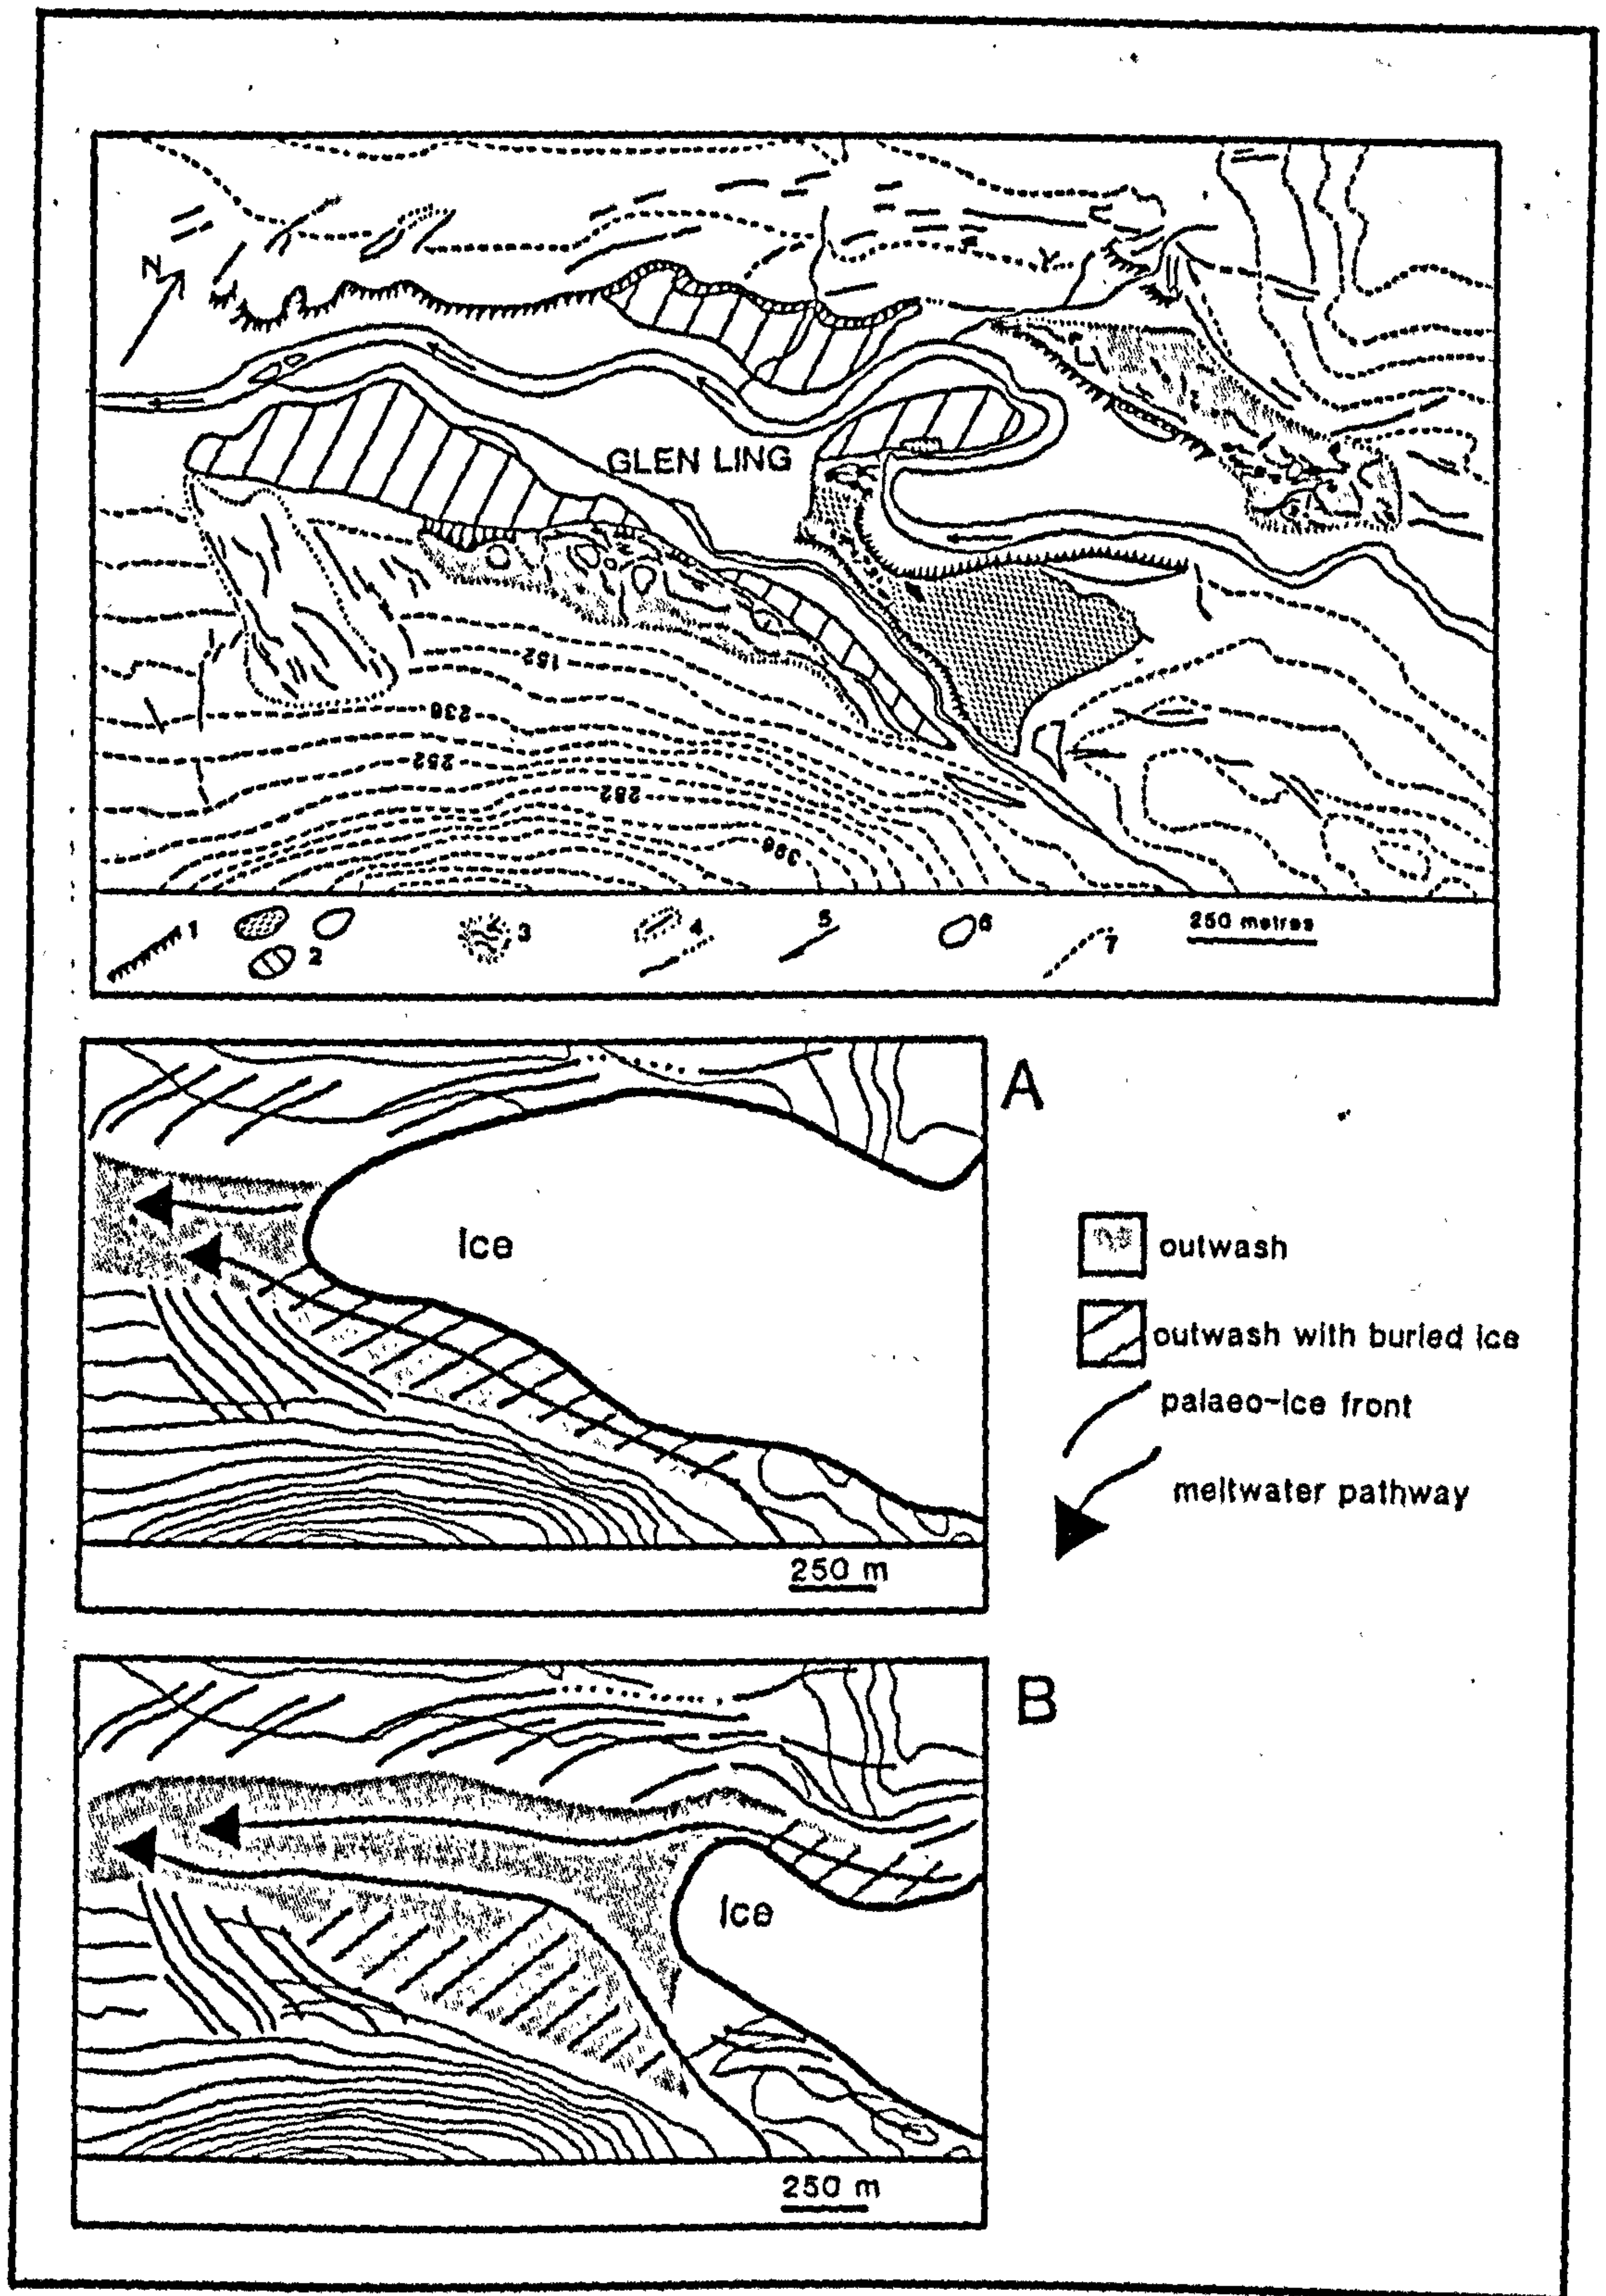 N
GLEN LING
152
236
252
282
396
1 2 3 4 5 6 7 250 metres
A
Ice
outwash
outwash with buried ice
palaeo-ice front
meltwater pathway
250 m
B
Ice
250 m